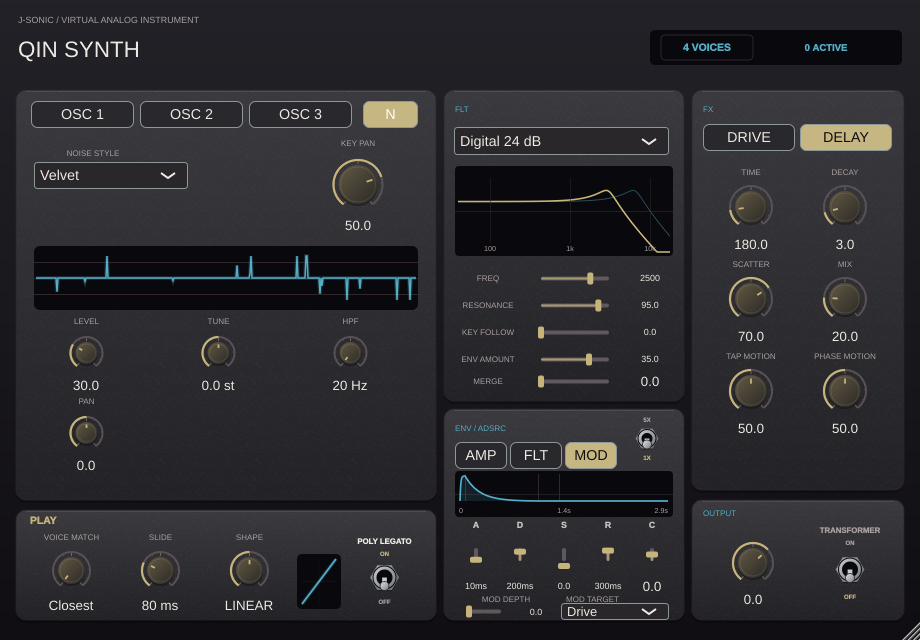 J-SONIC / VIRTUAL ANALOG INSTRUMENT
QIN SYNTH
4 VOICES 0 ACTIVE
OSC 1 OSC 2 OSC 3 N
NOISE STYLE KEY PAN
Velvet
50.0
LEVEL TUNE HPF
30.0 0.0 st 20 Hz
PAN
0.0
PLAY
VOICE MATCH SLIDE SHAPE POLY LEGATO
ON
OFF
Closest 80 ms LINEAR
FLT
Digital 24 dB
100 1k 10k
FREQ 2500
RESONANCE 95.0
KEY FOLLOW 0.0
ENV AMOUNT 35.0
MERGE 0.0
ENV / ADSRC
5X
1X
AMP FLT MOD
0 1.4s 2.9s
A D S R C
10ms 200ms 0.0 300ms 0.0
MOD DEPTH MOD TARGET
0.0 Drive
FX
DRIVE DELAY
TIME DECAY
180.0 3.0
SCATTER MIX
70.0 20.0
TAP MOTION PHASE MOTION
50.0 50.0
OUTPUT
TRANSFORMER
ON
OFF
0.0